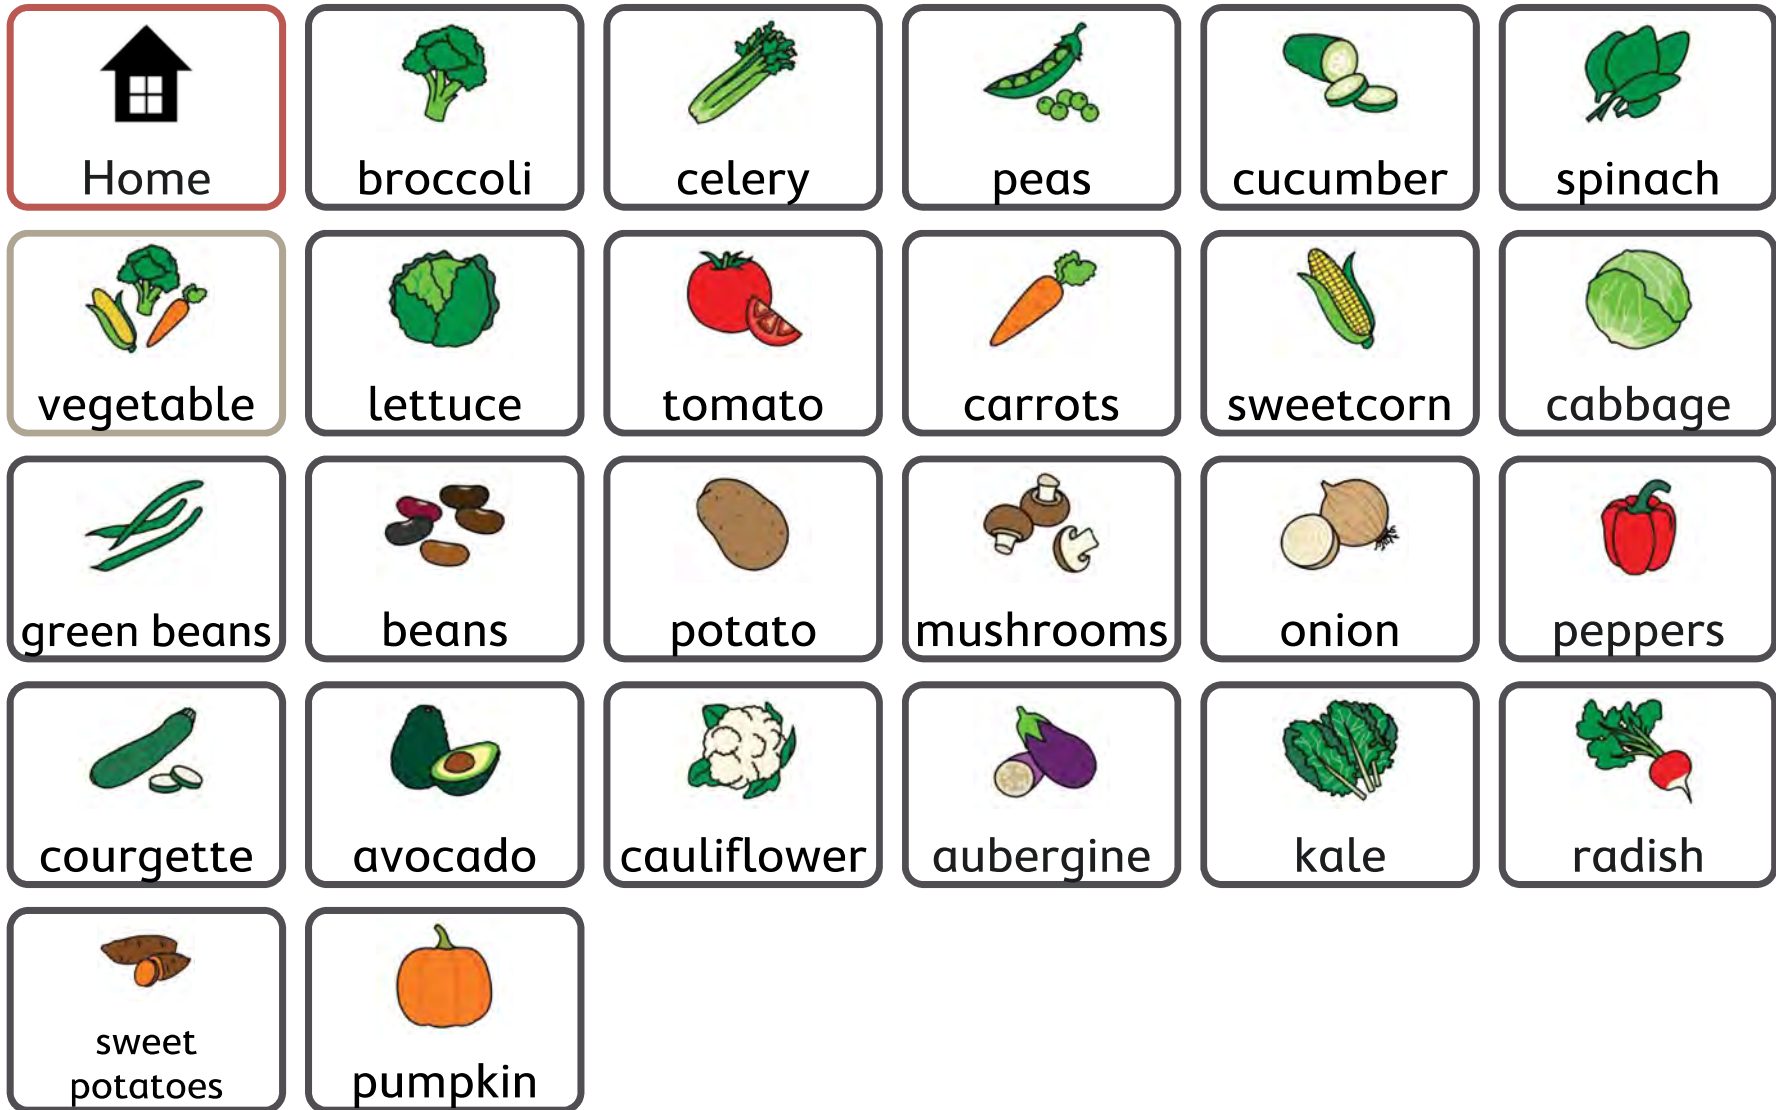 Home
broccoli
celery
peas
cucumber
spinach
vegetable
lettuce
tomato
carrots
sweetcorn
cabbage
green beans
beans
potato
mushrooms
onion
peppers
courgette
avocado
cauliflower
aubergine
kale
radish
sweet
potatoes
pumpkin